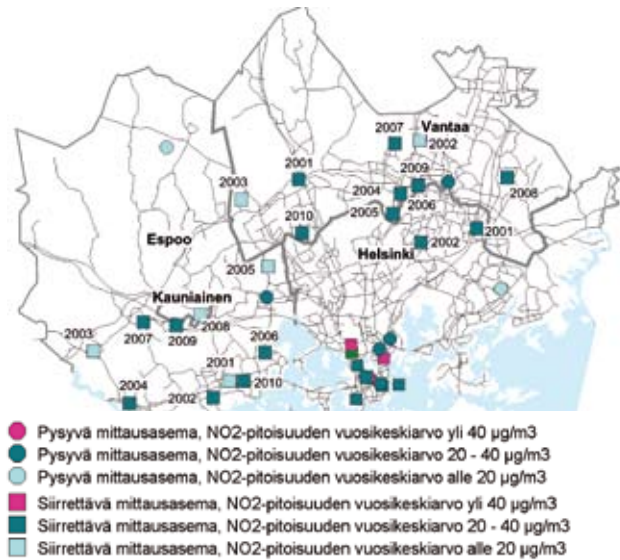 2007
Vantaa
2002
2001
2009
2003
2004
2008
2006
2005
2010
2001
Espoo
2002
Helsinki
2005
Kauniainen
2008
2003
2007
2009
2006
2001
2010
2004
2002
Pysyvä mittausasema, NO2-pitoisuuden vuosikeskiarvo yli 40 µg/m3
Pysyvä mittausasema, NO2-pitoisuuden vuosikeskiarvo 20 - 40 µg/m3
Pysyvä mittausasema, NO2-pitoisuuden vuosikeskiarvo alle 20 µg/m3
Siirrettävä mittausasema, NO2-pitoisuuden vuosikeskiarvo yli 40 µg/m3
Siirrettävä mittausasema, NO2-pitoisuuden vuosikeskiarvo 20 - 40 µg/m3
Siirrettävä mittausasema, NO2-pitoisuuden vuosikeskiarvo alle 20 µg/m3